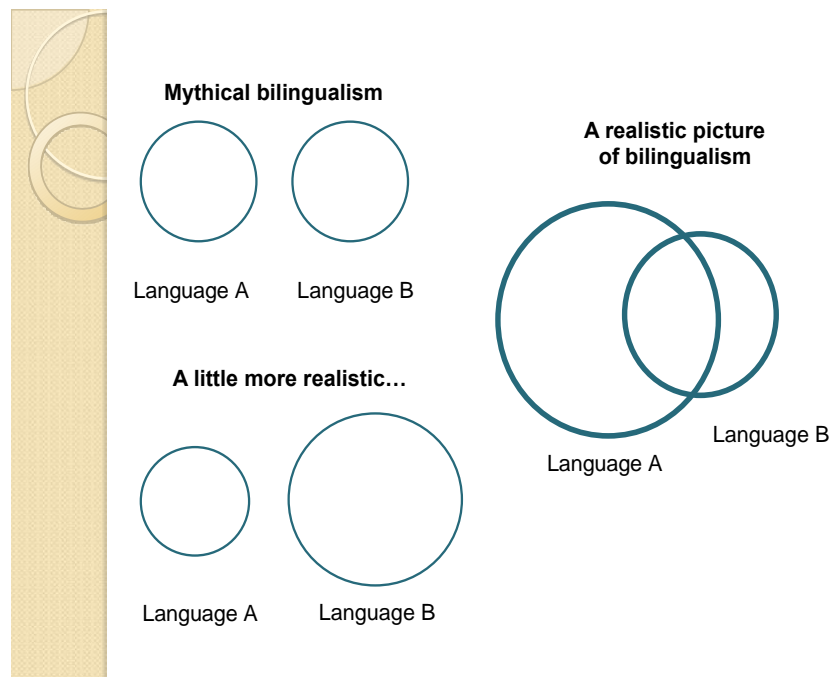 Mythical bilingualism
Language A
Language B
A little more realistic…
Language A
Language B
A realistic picture
of bilingualism
Language A
Language B